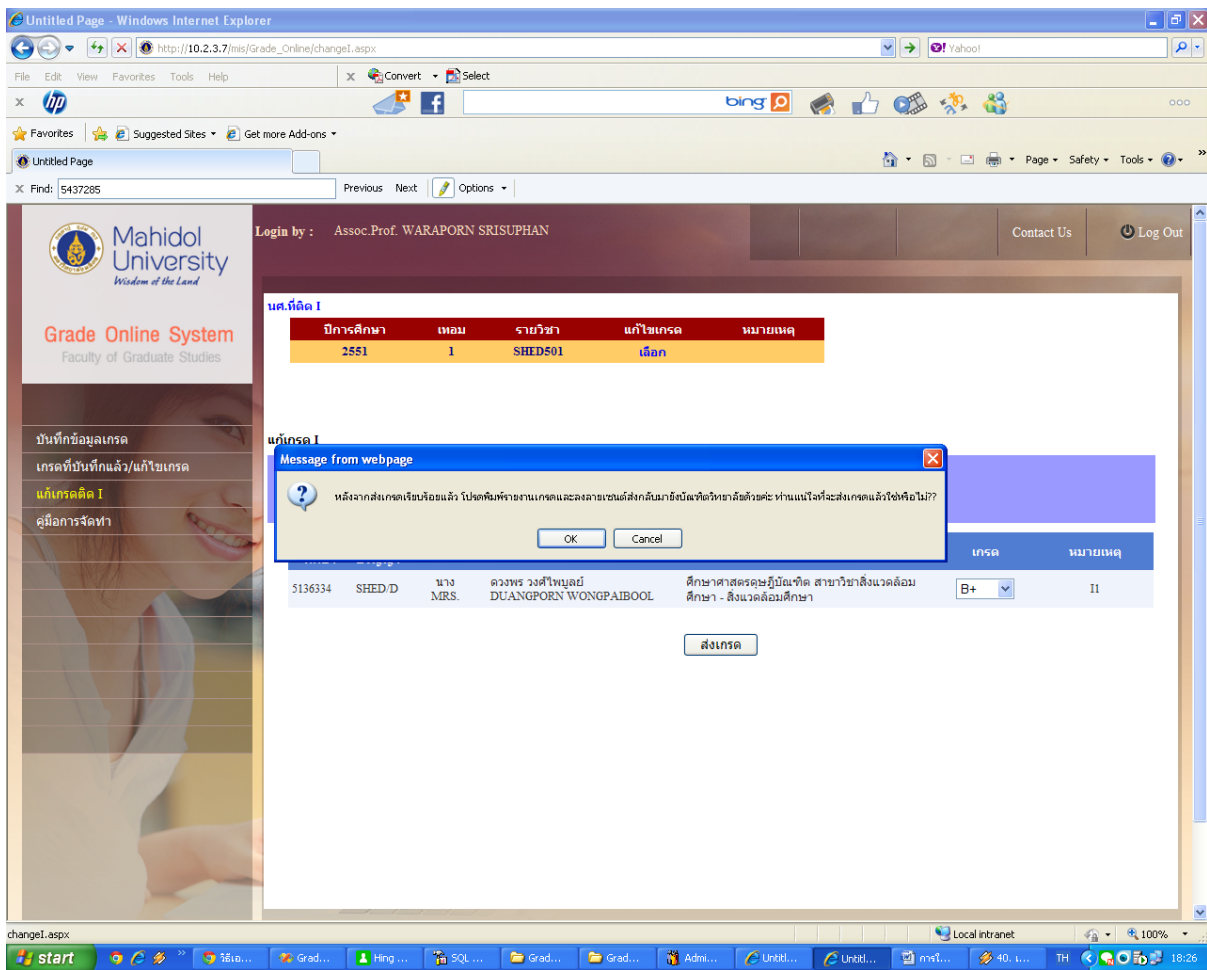 Untitled Page - Windows Internet Explorer
http://10.2.3.7/mis/Grade_Online/changeI.aspx
Yahoo!
File Edit View Favorites Tools Help x Convert Select
x hp bing
Favorites Suggested Sites Get more Add-ons
Untitled Page
Page Safety Tools
X Find: 5437285 Previous Next Options
Mahidol
University
Wisdom of the Land
Login by : Assoc.Prof. WARAPORN SRISUPHAN
Contact Us Log Out
Grade Online System
Faculty of Graduate Studies
บันทึกข้อมูลเกรด
เกรดที่บันทึกแล้ว/แก้ไขเกรด
แก้เกรดติด I
คู่มือการจัดทำ
นศ.ที่ติด I
ปีการศึกษา เทอม รายวิชา แก้ไขเกรด หมายเหตุ
2551 1 SHED501 เลือก
แก้เกรด I
Message from webpage
หลังจากส่งเกรดเรียบร้อยแล้ว โปรดพิมพ์รายงานเกรดและลงลายเซนต์ส่งกลับมายังบัณฑิตวิทยาลัยด้วยค่ะ ท่านแน่ใจที่จะส่งเกรดแล้วใช่หรือไม่??
OK Cancel
เกรด หมายเหตุ
5136334 SHED/D นาง ดวงพร วงศ์ไพบูลย์ ศึกษาศาสตรดุษฎีบัณฑิต สาขาวิชาสิ่งแวดล้อม B+ I1
MRS. DUANGPORN WONGPAIBOOL ศึกษา - สิ่งแวดล้อมศึกษา
ส่งเกรด
changeI.aspx Local intranet 100%
start วิธีเอ... Grad... Hing ... SQL ... Grad... Grad... Admi... Untitl... Untitl... การใ... 40. เ... TH 18:26